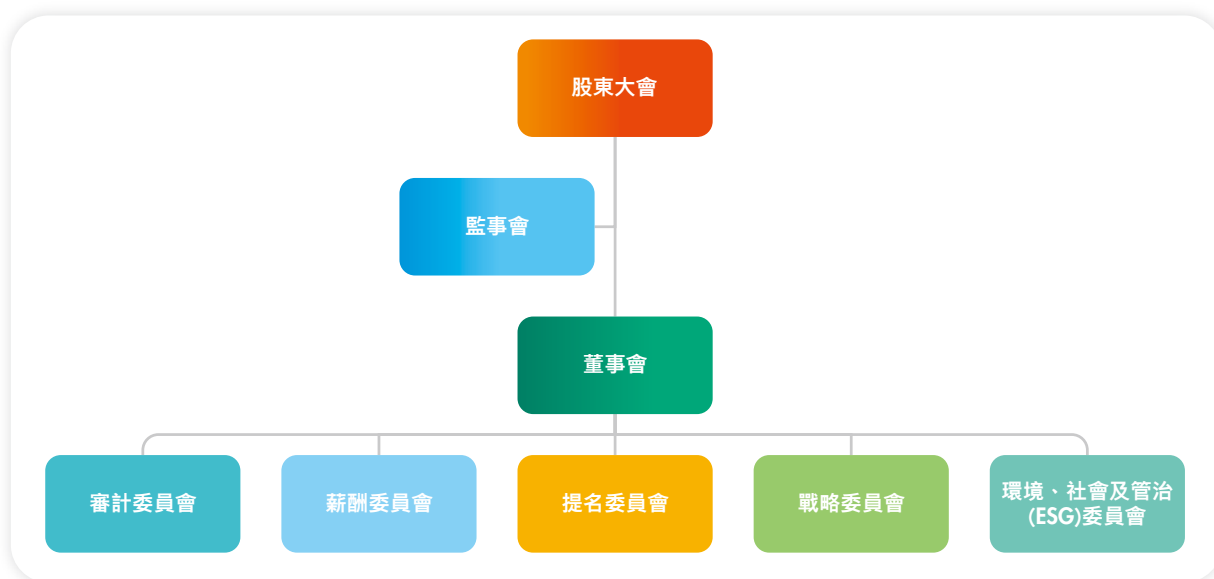 股東大會
監事會
董事會
審計委員會
薪酬委員會
提名委員會
戰略委員會
環境、社會及管治
(ESG)委員會